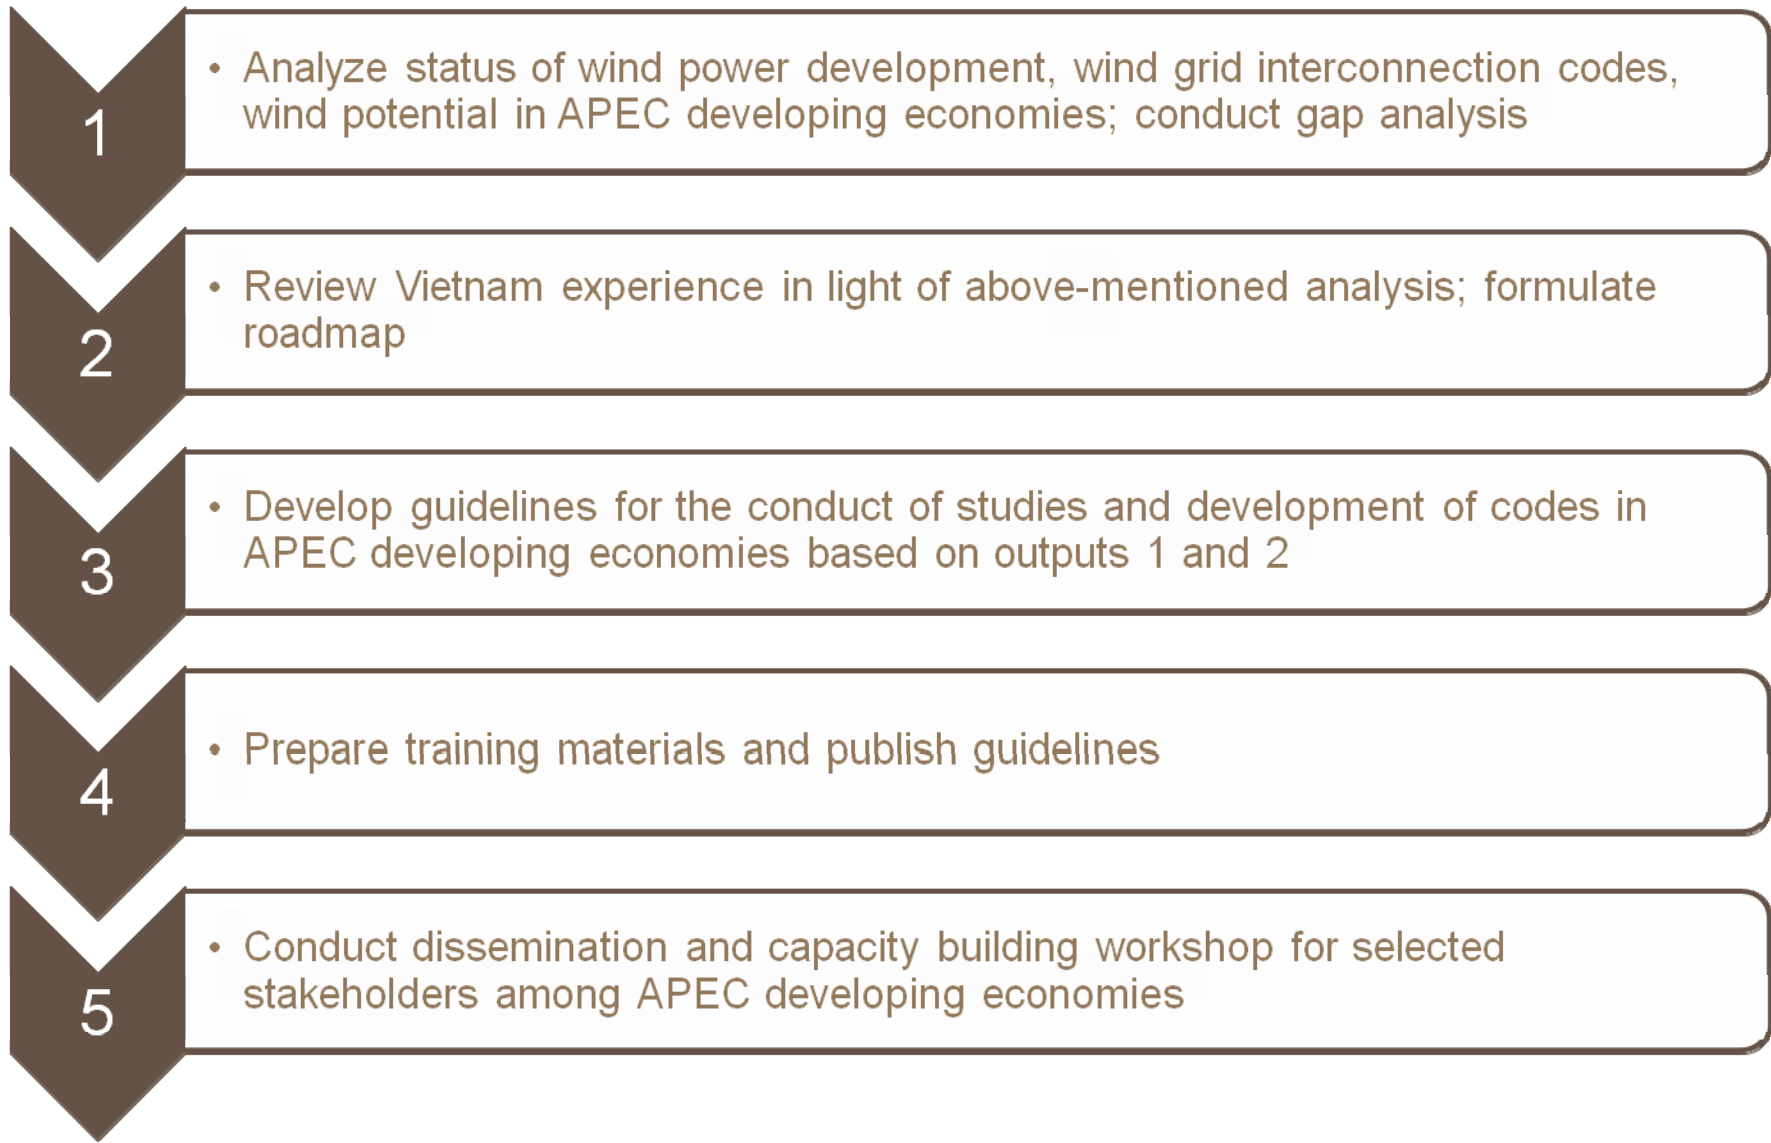 1
• Analyze status of wind power development, wind grid interconnection codes,
wind potential in APEC developing economies; conduct gap analysis
2
• Review Vietnam experience in light of above-mentioned analysis; formulate
roadmap
3
• Develop guidelines for the conduct of studies and development of codes in
APEC developing economies based on outputs 1 and 2
4
• Prepare training materials and publish guidelines
5
• Conduct dissemination and capacity building workshop for selected
stakeholders among APEC developing economies